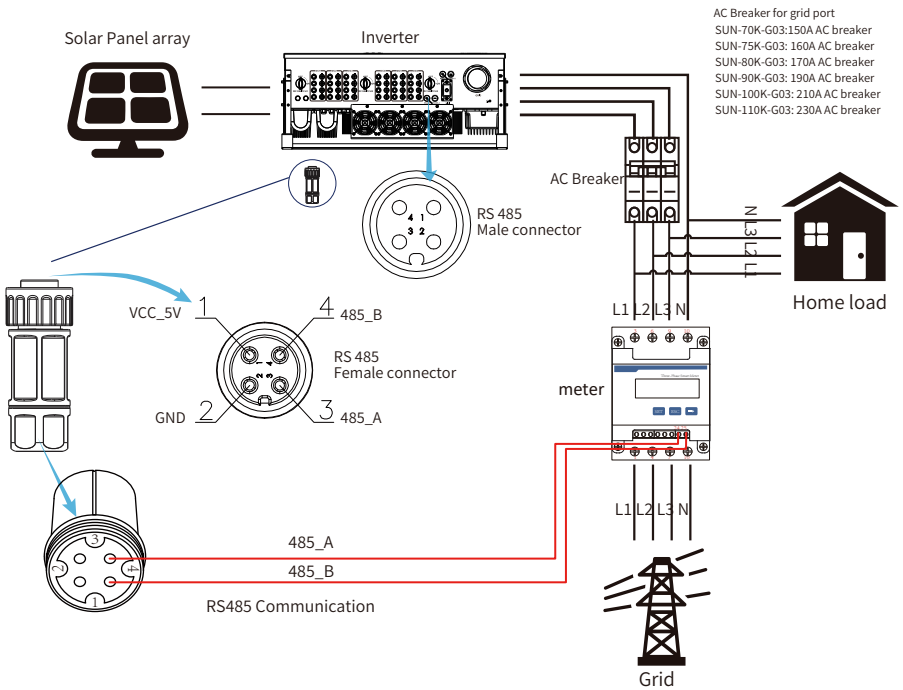 AC Breaker for grid port
SUN-70K-G03:150A AC breaker
SUN-75K-G03: 160A AC breaker
SUN-80K-G03: 170A AC breaker
SUN-90K-G03: 190A AC breaker
SUN-100K-G03: 210A AC breaker
SUN-110K-G03: 230A AC breaker
Solar Panel array
Inverter
AC Breaker
4 1
3 2
RS 485
Male connector
N
L3
L2
L1
Home load
VCC_5V
1
4
485_B
1 4
2 3
RS 485
Female connector
GND
2
3
485_A
L1 L2 L3 N
meter
L1 L2 L3 N
3
2
4
1
485_A
485_B
RS485 Communication
Grid